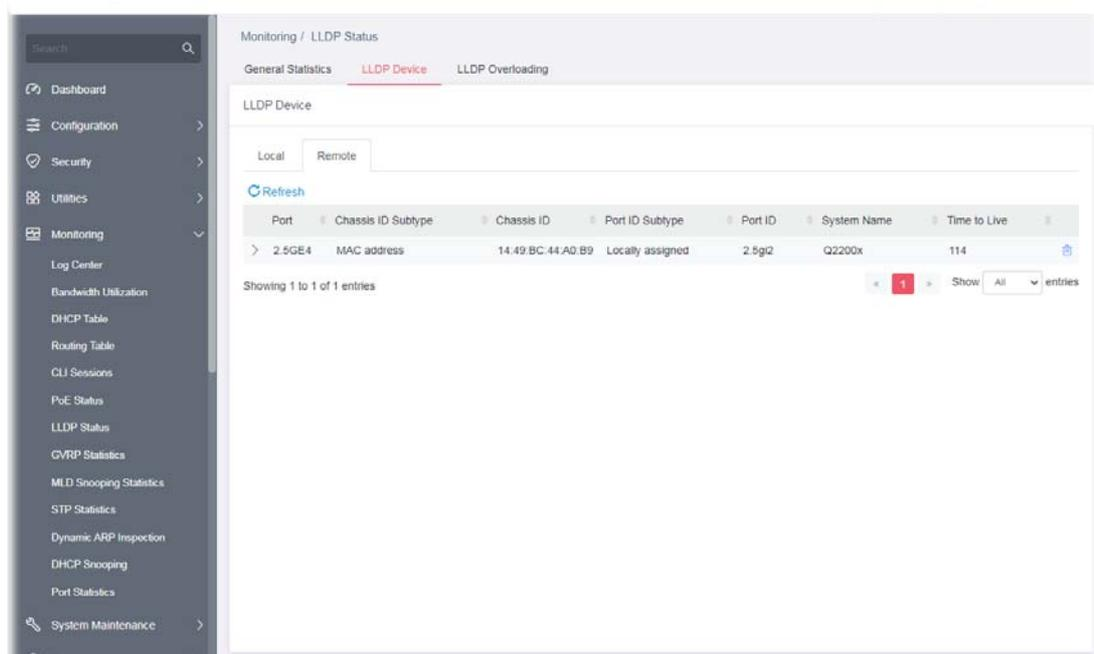 Search
Dashboard
Configuration
Security
Utilities
Monitoring
Log Center
Bandwidth Utilization
DHCP Table
Routing Table
CLI Sessions
PoE Status
LLDP Status
GVRP Statistics
MLD Snooping Statistics
STP Statistics
Dynamic ARP Inspection
DHCP Snooping
Port Statistics
System Maintenance
Monitoring / LLDP Status
General Statistics LLDP Device LLDP Overloading
LLDP Device
Local Remote
Refresh
Port Chassis ID Subtype Chassis ID Port ID Subtype Port ID System Name Time to Live
2.5GE4 MAC address 14:49:BC:44:A0:B9 Locally assigned 2.5gi2 Q2200x 114
Showing 1 to 1 of 1 entries « 1 » Show All entries